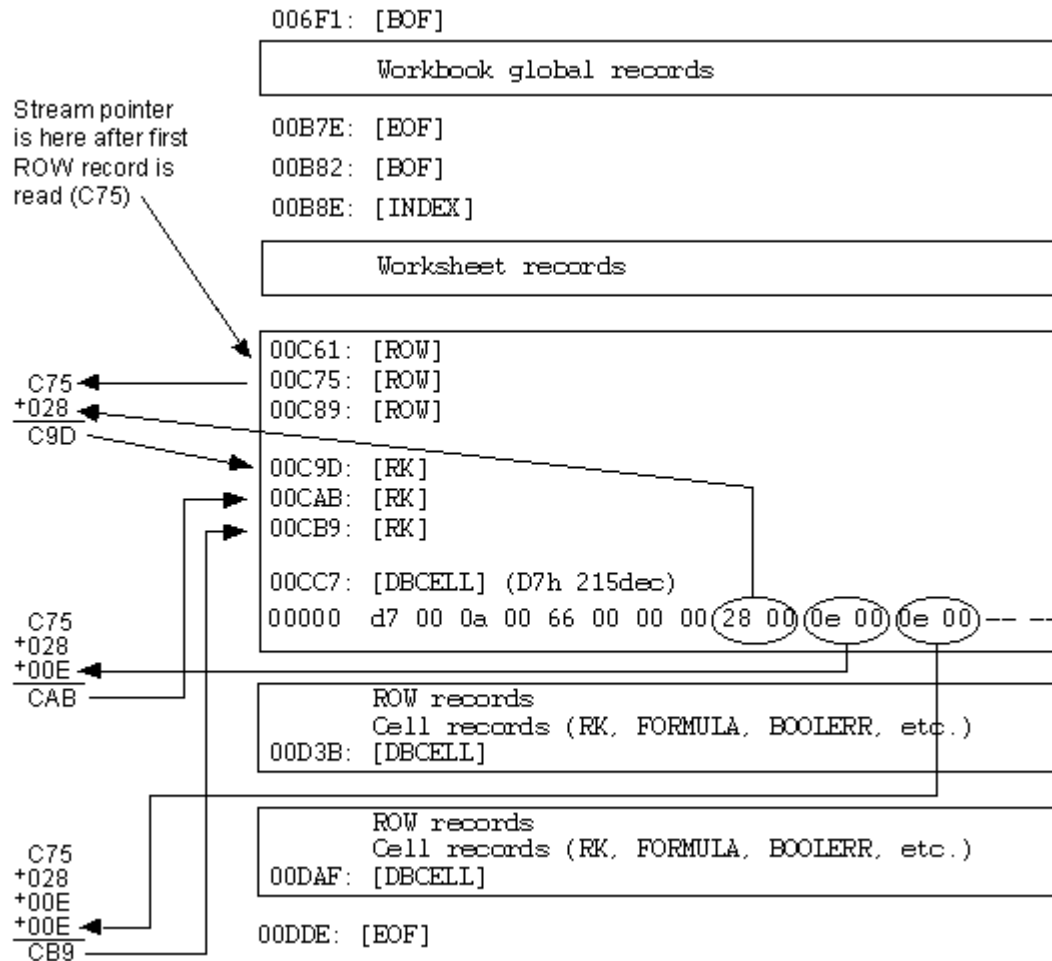 006F1: [BOF]
Workbook global records
Stream pointer
is here after first
ROW record is
read (C75)
00B7E: [EOF]
00B82: [BOF]
00B8E: [INDEX]
Worksheet records
00C61: [ROW]
00C75: [ROW]
00C89: [ROW]
C75
+028
C9D
00C9D: [RK]
00CAB: [RK]
00CB9: [RK]
00CC7: [DBCELL] (D7h 215dec)
00000 d7 00 0a 00 66 00 00 00 28 00 0e 00 0e 00 -- --
C75
+028
+00E
CAB
ROW records
Cell records (RK, FORMULA, BOOLERR, etc.)
00D3B: [DBCELL]
ROW records
Cell records (RK, FORMULA, BOOLERR, etc.)
00DAF: [DBCELL]
C75
+028
+00E
+00E
CB9
00DDE: [EOF]